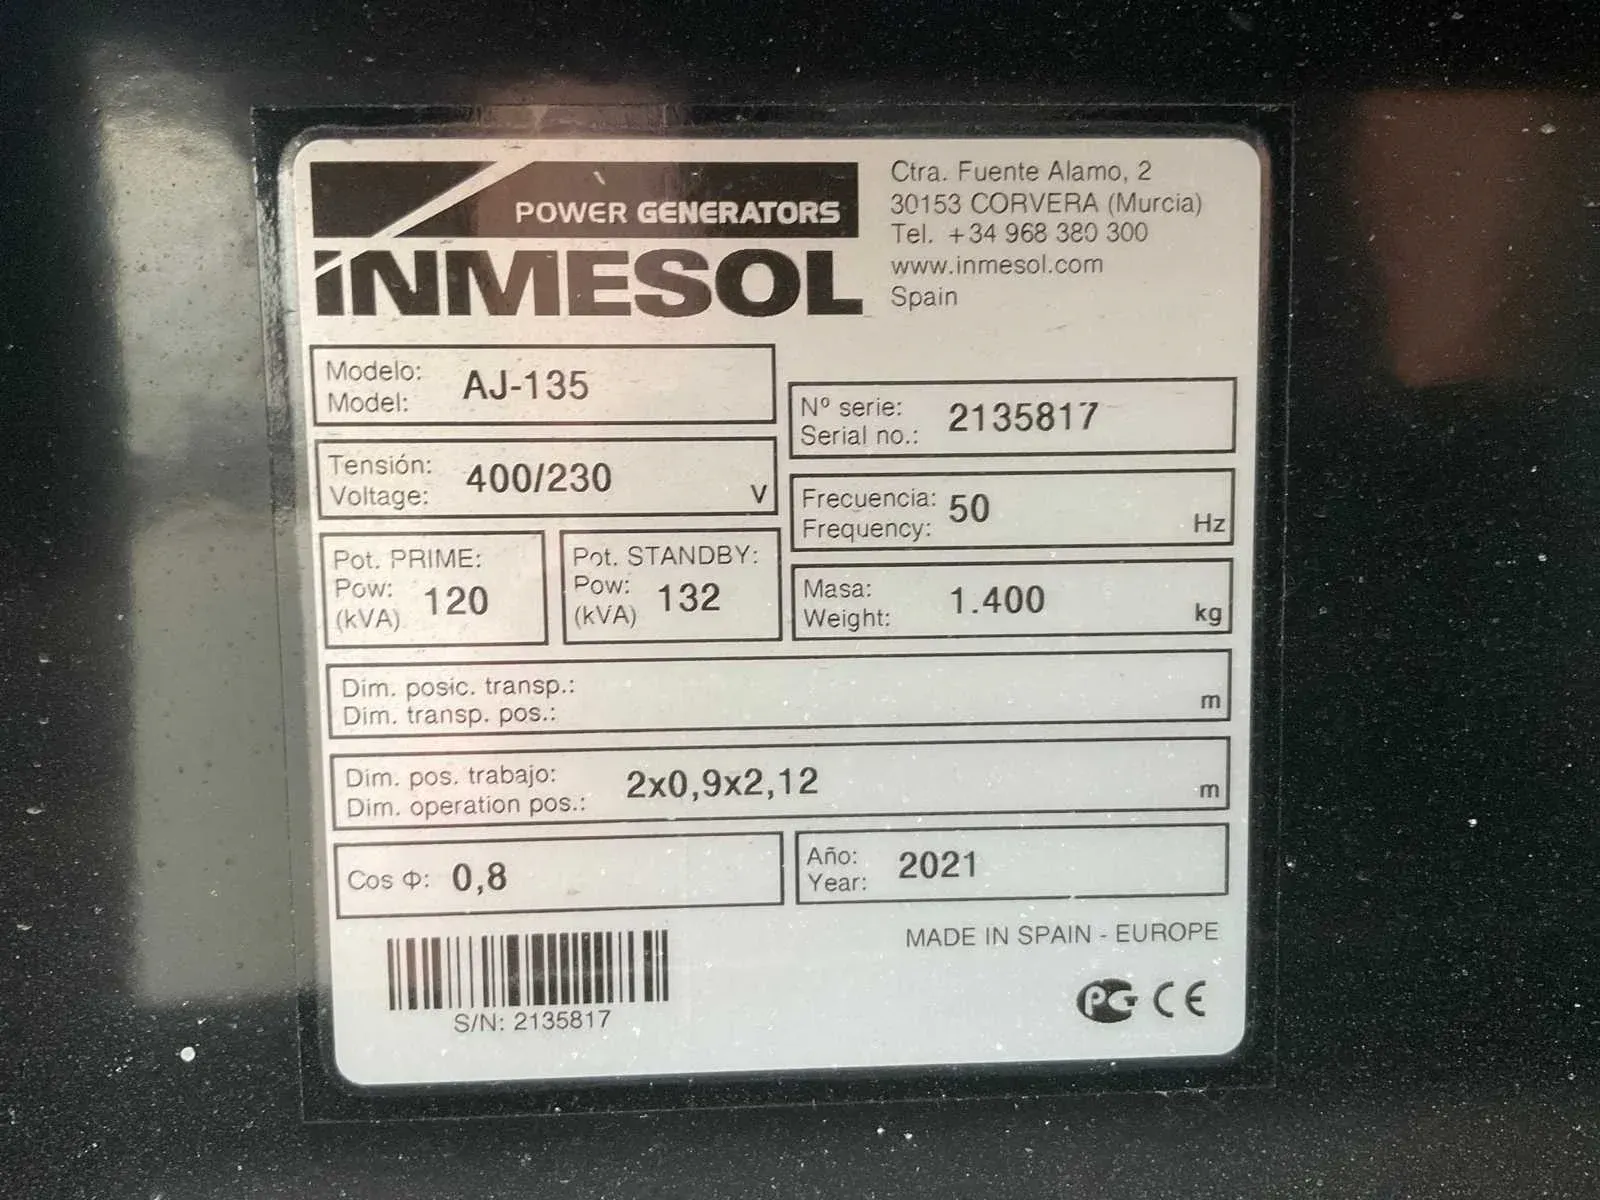 POWER GENERATORS
INMESOL
Ctra. Fuente Alamo, 2
30153 CORVERA (Murcia)
Tel. +34 968 380 300
www.inmesol.com
Spain
Modelo:
Model: AJ-135
Nº serie:
Serial no.: 2135817
Tensión:
Voltage: 400/230 V
Frecuencia:
Frequency: 50 Hz
Pot. PRIME:
Pow:
(kVA) 120
Pot. STANDBY:
Pow:
(kVA) 132
Masa:
Weight: 1.400 kg
Dim. posic. transp.:
Dim. transp. pos.: m
Dim. pos. trabajo:
Dim. operation pos.: 2x0,9x2,12 m
Cos Φ: 0,8
Año:
Year: 2021
S/N: 2135817
MADE IN SPAIN - EUROPE
PG CE